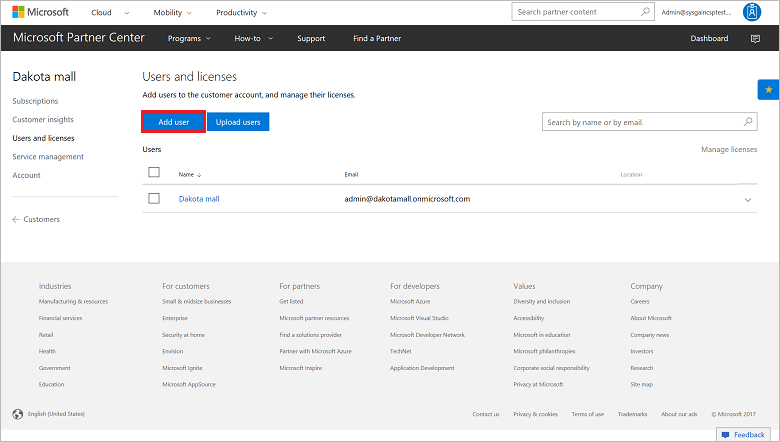 Microsoft Cloud Mobility Productivity Search partner content Admin@sysgaincsptest....
Microsoft Partner Center Programs How-to Support Find a Partner Dashboard
Dakota mall
Subscriptions
Customer insights
Users and licenses
Service management
Account
Customers
Users and licenses
Add users to the customer account, and manage their licenses.
Add user Upload users Search by name or by email.
Users Manage licenses
Name Email Location
Dakota mall admin@dakotamall.onmicrosoft.com
Industries
Manufacturing & resources
Financial services
Retail
Health
Government
Education
For customers
Small & midsize businesses
Enterprise
Security at home
Envision
Microsoft Ignite
Microsoft AppSource
For partners
Get listed
Microsoft partner resources
Find a solutions provider
Partner with Microsoft Azure
Microsoft Inspire
For developers
Microsoft Azure
Microsoft Visual Studio
Microsoft Developer Network
TechNet
Application Development
Values
Diversity and inclusion
Accessibility
Microsoft in education
Microsoft philanthropies
Corporate social responsibility
Privacy at Microsoft
Company
Careers
About Microsoft
Company news
Investors
Research
Site map
English (United States) Contact us Privacy & cookies Terms of use Trademarks About our ads © Microsoft 2017
Feedback